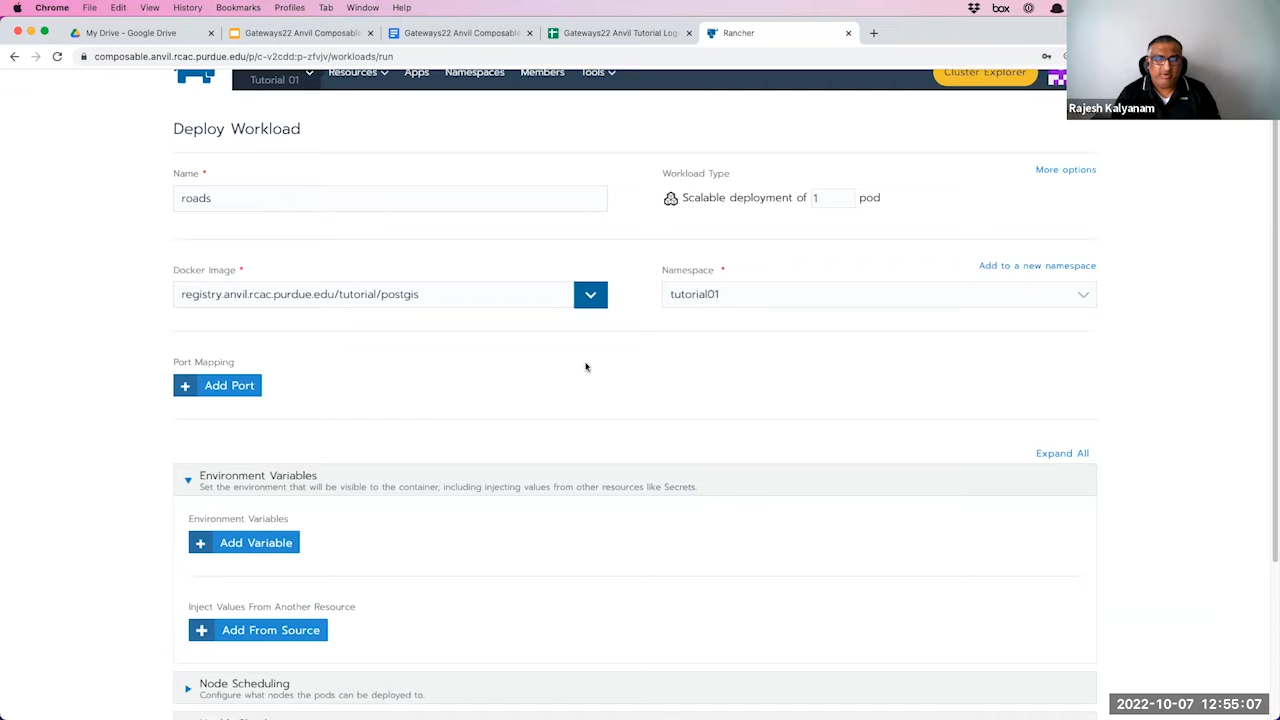 Chrome File Edit View History Bookmarks Profiles Tab Window Help box
My Drive - Google Drive Gateways22 Anvil Composable Gateways22 Anvil Composable Gateways22 Anvil Tutorial Log Rancher
composable.anvil.rcac.purdue.edu/p/c-v2cdd:p-zfvjv/workloads/run
Tutorial 01 Resources Apps Namespaces Members Tools Cluster Explorer
Rajesh Kalyanam
Deploy Workload
Name *
Workload Type
More options
roads
Scalable deployment of 1 pod
Docker Image *
Namespace *
Add to a new namespace
registry.anvil.rcac.purdue.edu/tutorial/postgis
tutorial01
Port Mapping
+ Add Port
Expand All
Environment Variables
Set the environment that will be visible to the container, including injecting values from other resources like Secrets.
Environment Variables
+ Add Variable
Inject Values From Another Resource
+ Add From Source
Node Scheduling
Configure what nodes the pods can be deployed to.
2022-10-07 12:55:07